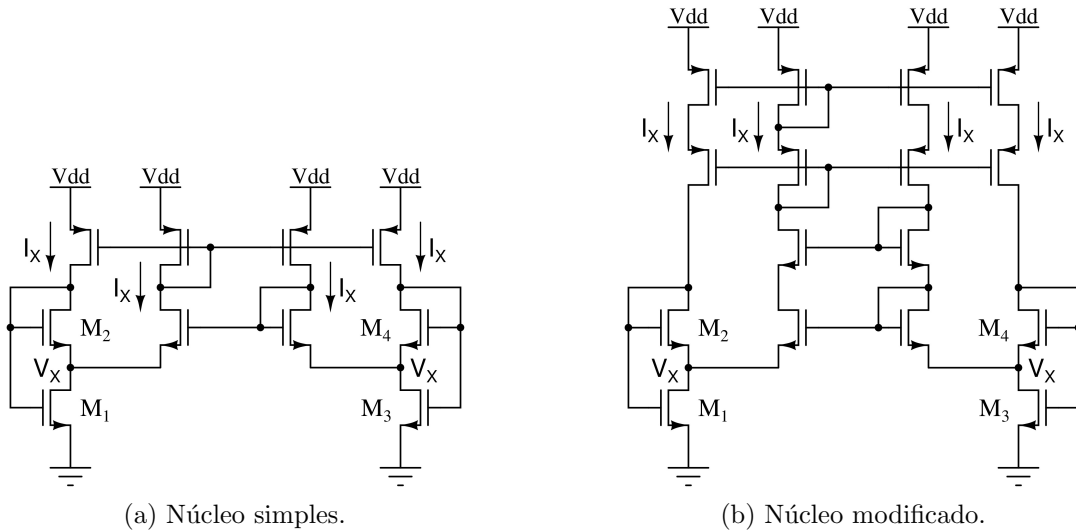 Vdd Vdd Vdd Vdd
I_X I_X I_X I_X
M_2 M_4
V_X V_X
M_1 M_3
(a) Núcleo simples.
Vdd Vdd Vdd Vdd
I_X I_X I_X I_X
M_2 M_4
V_X V_X
M_1 M_3
(b) Núcleo modificado.